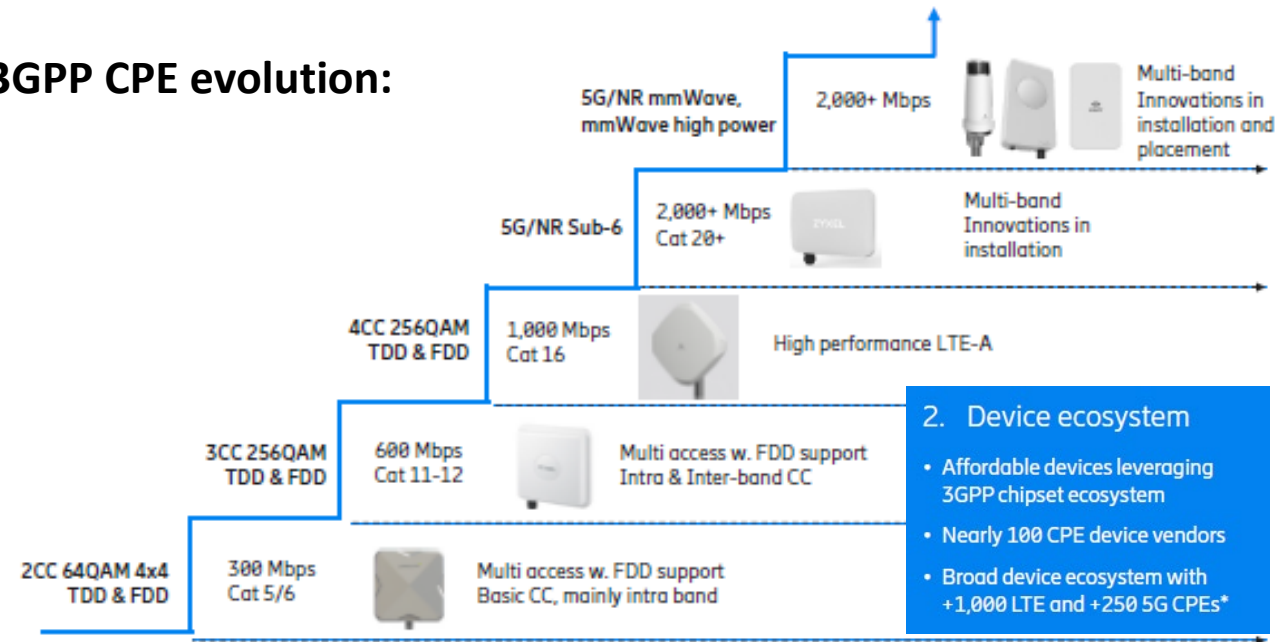 3GPP CPE evolution:
5G/NR mmWave,
mmWave high power
2,000+ Mbps
Multi-band
Innovations in
installation and
placement
5G/NR Sub-6
2,000+ Mbps
Cat 20+
ZYXEL
Multi-band
Innovations in
installation
4CC 256QAM
TDD & FDD
1,000 Mbps
Cat 16
High performance LTE-A
3CC 256QAM
TDD & FDD
600 Mbps
Cat 11-12
Multi access w. FDD support
Intra & Inter-band CC
2CC 64QAM 4x4
TDD & FDD
300 Mbps
Cat 5/6
Multi access w. FDD support
Basic CC, mainly intra band
2. Device ecosystem
• Affordable devices leveraging
3GPP chipset ecosystem
• Nearly 100 CPE device vendors
• Broad device ecosystem with
+1,000 LTE and +250 5G CPEs*